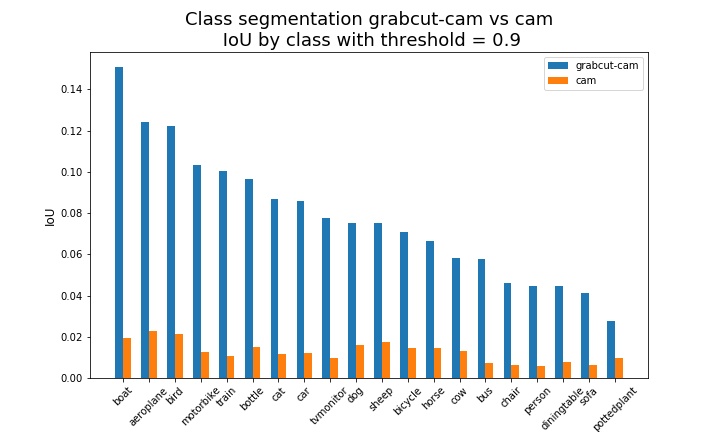 Class segmentation grabcut-cam vs cam
IoU by class with threshold = 0.9
grabcut-cam
cam
IoU
0.14
0.12
0.10
0.08
0.06
0.04
0.02
0.00
boat
aeroplane
bird
motorbike
train
bottle
cat
car
tvmonitor
dog
sheep
bicycle
horse
cow
bus
chair
person
diningtable
sofa
pottedplant